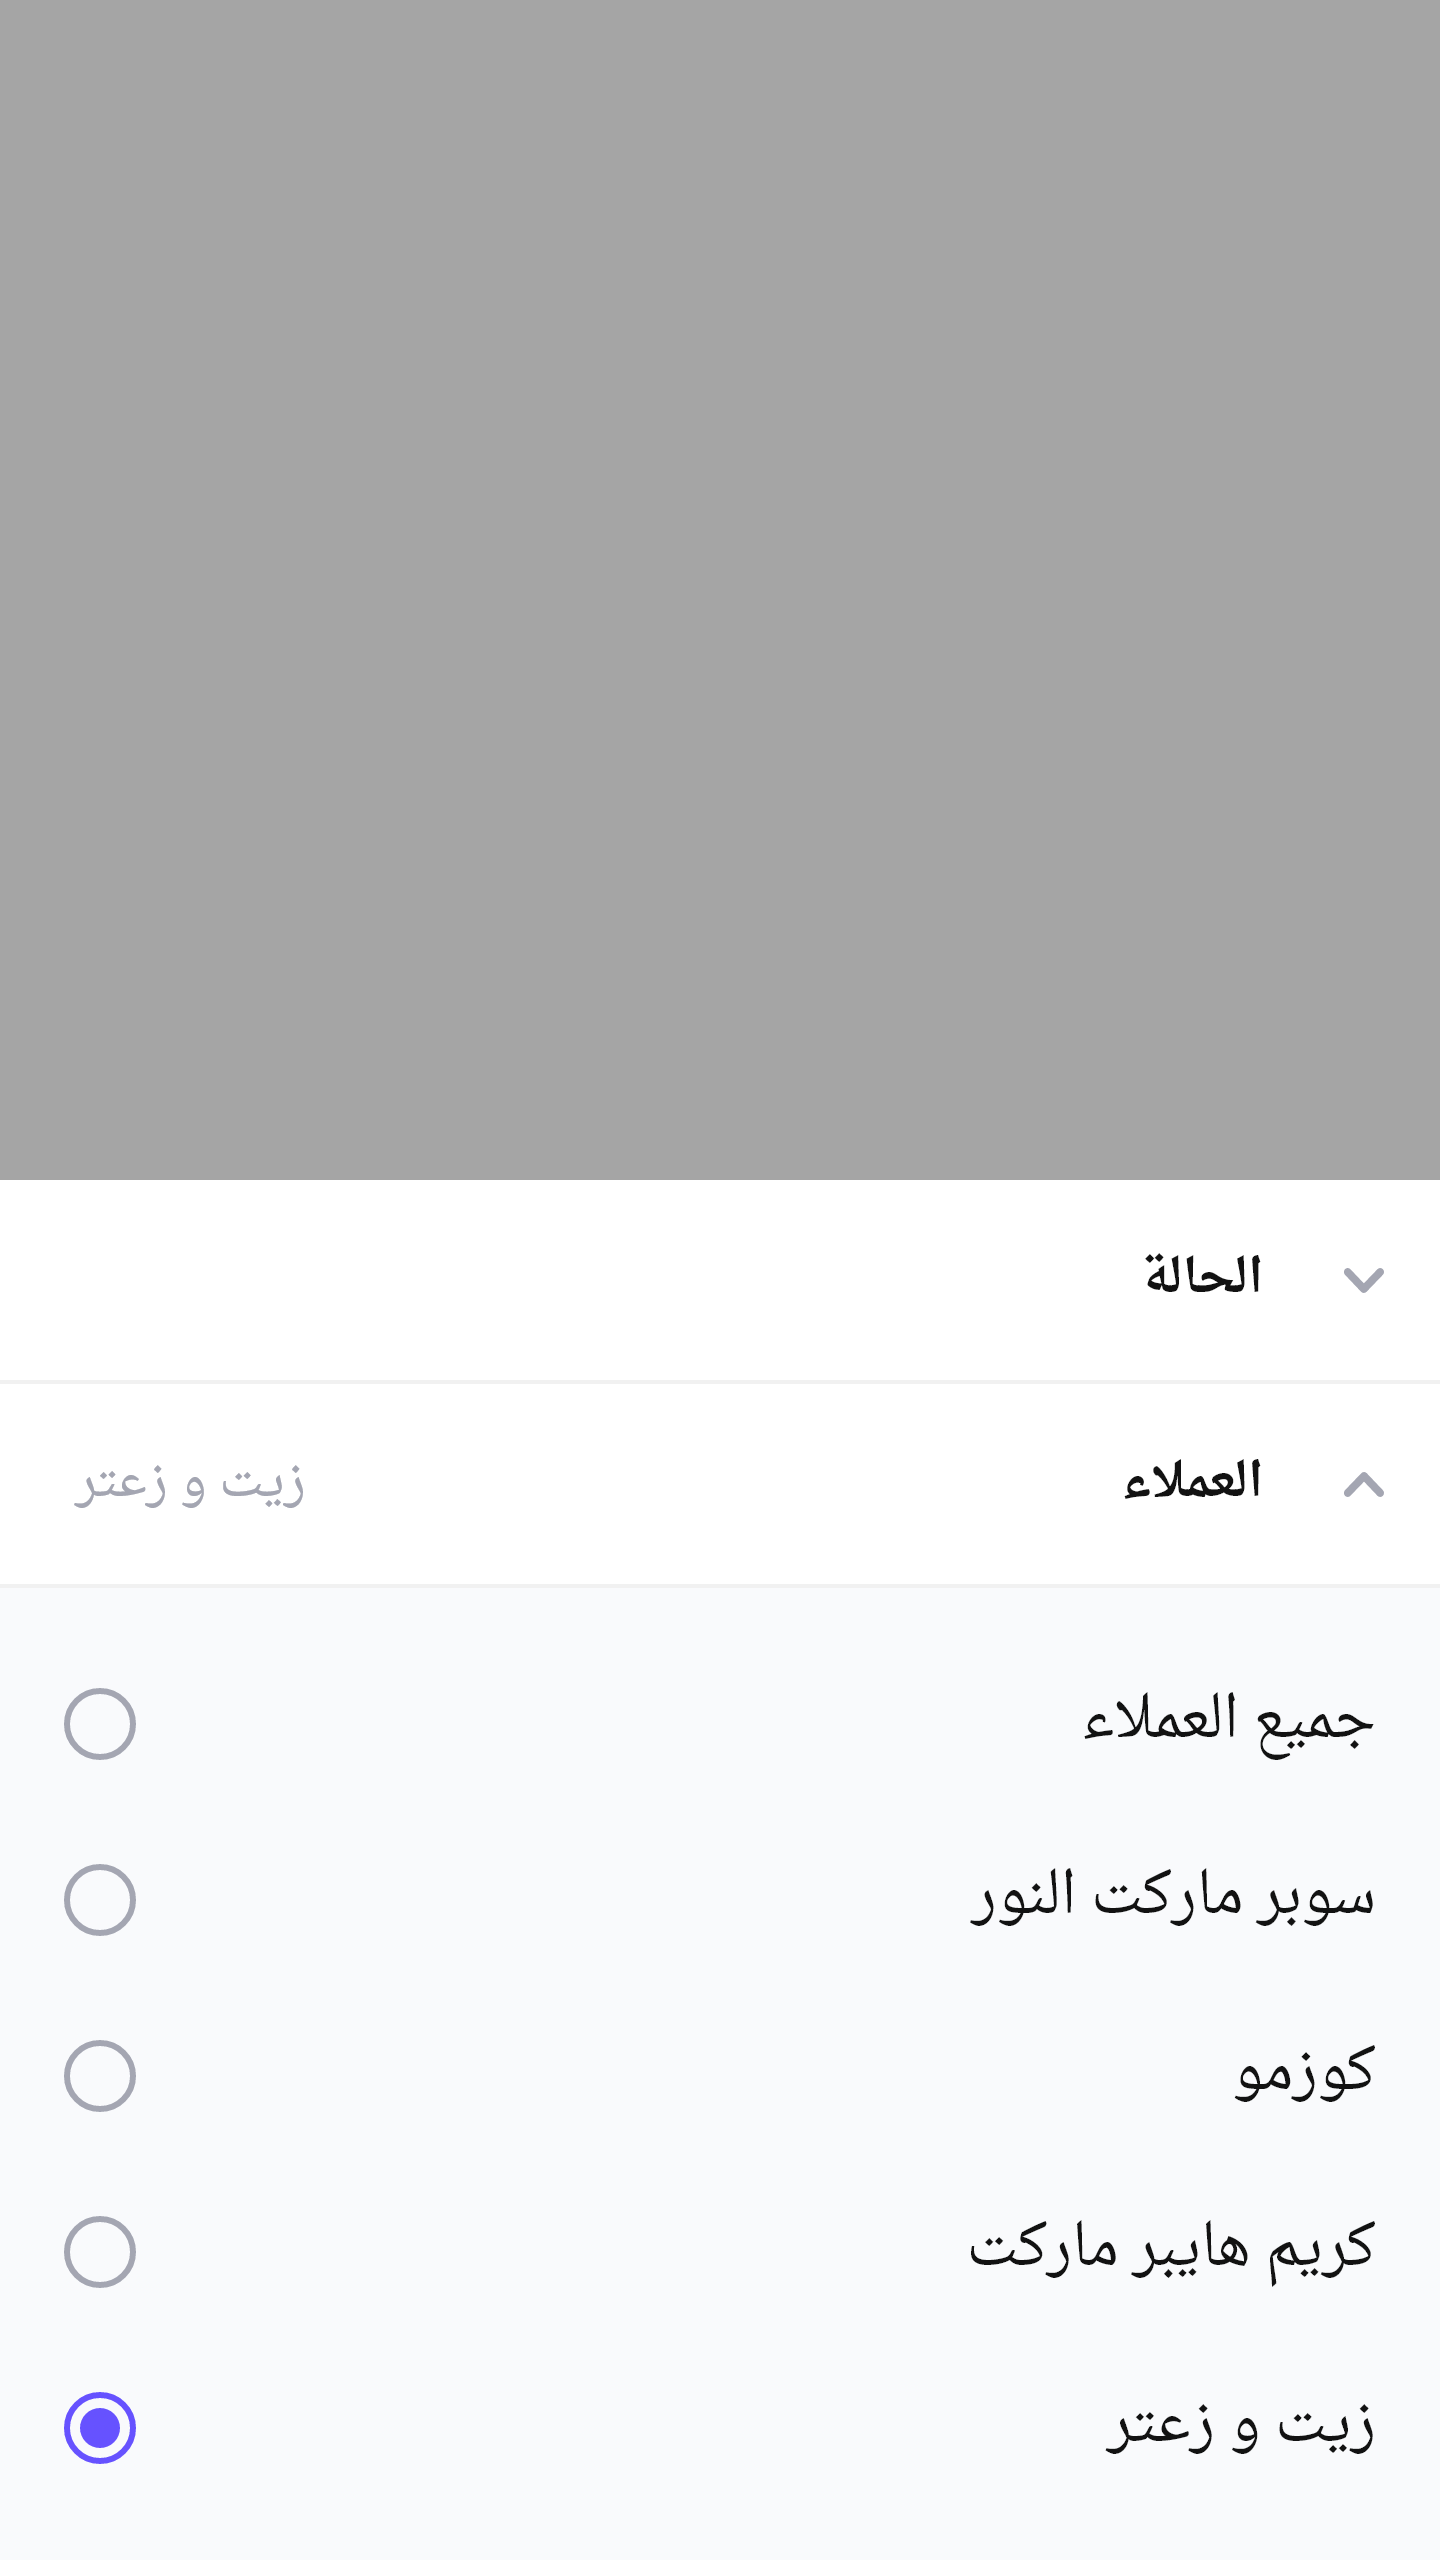 الحالة
العملاء
زيت و زعتر
جميع العملاء
سوبر ماركت النور
كوزمو
كريم هايبر ماركت
زيت و زعتر